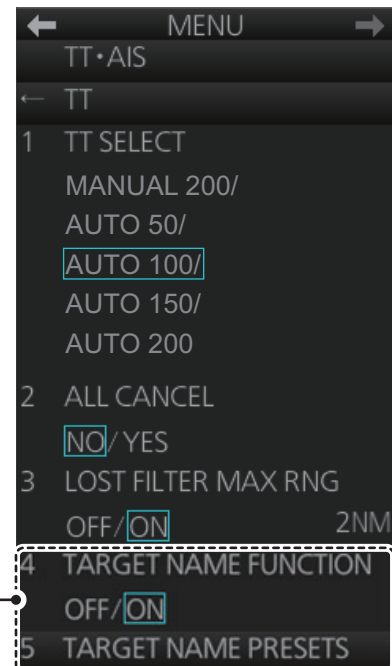 MENU
TT•AIS
← TT
1 TT SELECT
MANUAL 200/
AUTO 50/
AUTO 100/
AUTO 150/
AUTO 200
2 ALL CANCEL
NO/YES
3 LOST FILTER MAX RNG
OFF/ON 2NM
4 TARGET NAME FUNCTION
OFF/ON
5 TARGET NAME PRESETS